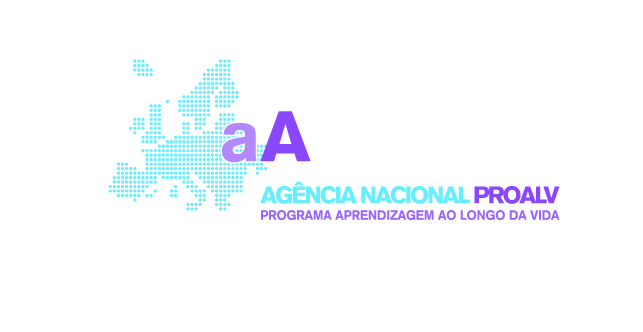 aA
AGÊNCIA NACIONAL PROALV
PROGRAMA APRENDIZAGEM AO LONGO DA VIDA